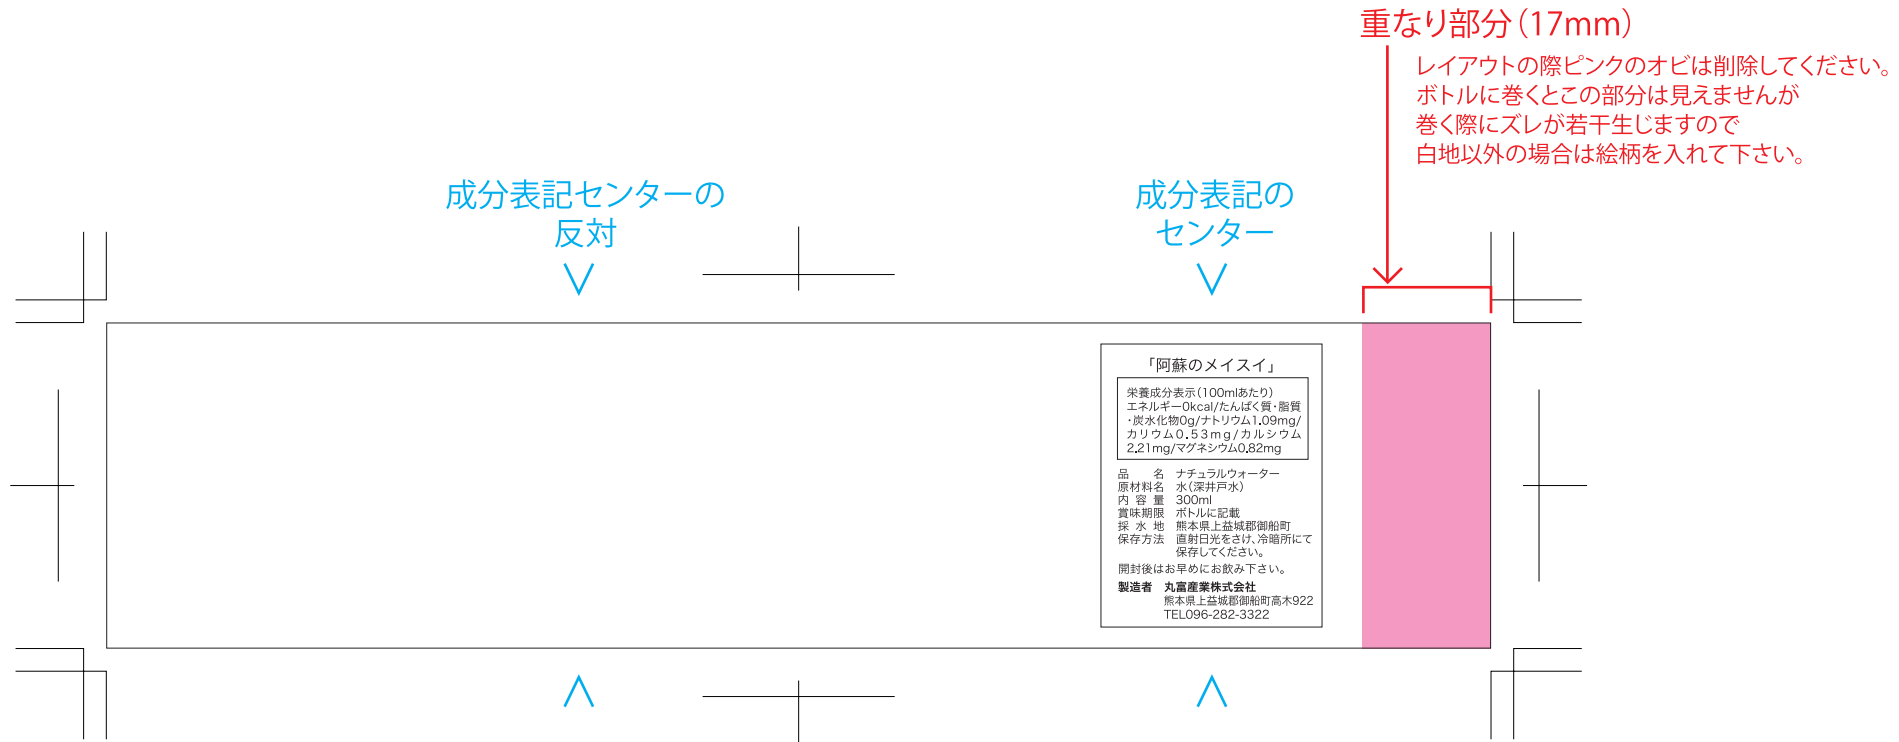 重なり部分（17mm）
レイアウトの際ピンクのオビは削除してください。
ボトルに巻くとこの部分は見えませんが
巻く際にズレが若干生じますので
白地以外の場合は絵柄を入れて下さい。
成分表記センターの
反対
成分表記の
センター
「阿蘇のメイスイ」
栄養成分表示（100mlあたり）
エネルギー0kcal/たんぱく質・脂質
・炭水化物0g/ナトリウム1.09mg/
カリウム0.53mg/カルシウム
2.21mg/マグネシウム0.82mg
品名 ナチュラルウォーター
原材料名 水（深井戸水）
内容量 300ml
賞味期限 ボトルに記載
採水地 熊本県上益城郡御船町
保存方法 直射日光をさけ、冷暗所にて
保存してください。
開封後はお早めにお飲み下さい。
製造者 丸富産業株式会社
熊本県上益城郡御船町高木922
TEL096-282-3322